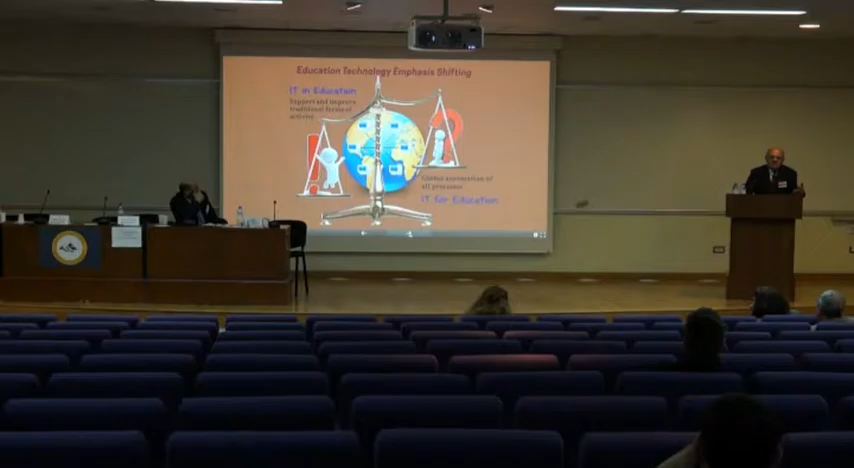 Education Technology Emphasis Shifting
IT in Education
Support and improve
traditional forms of
activity
Global automation of
all processes
IT for Education